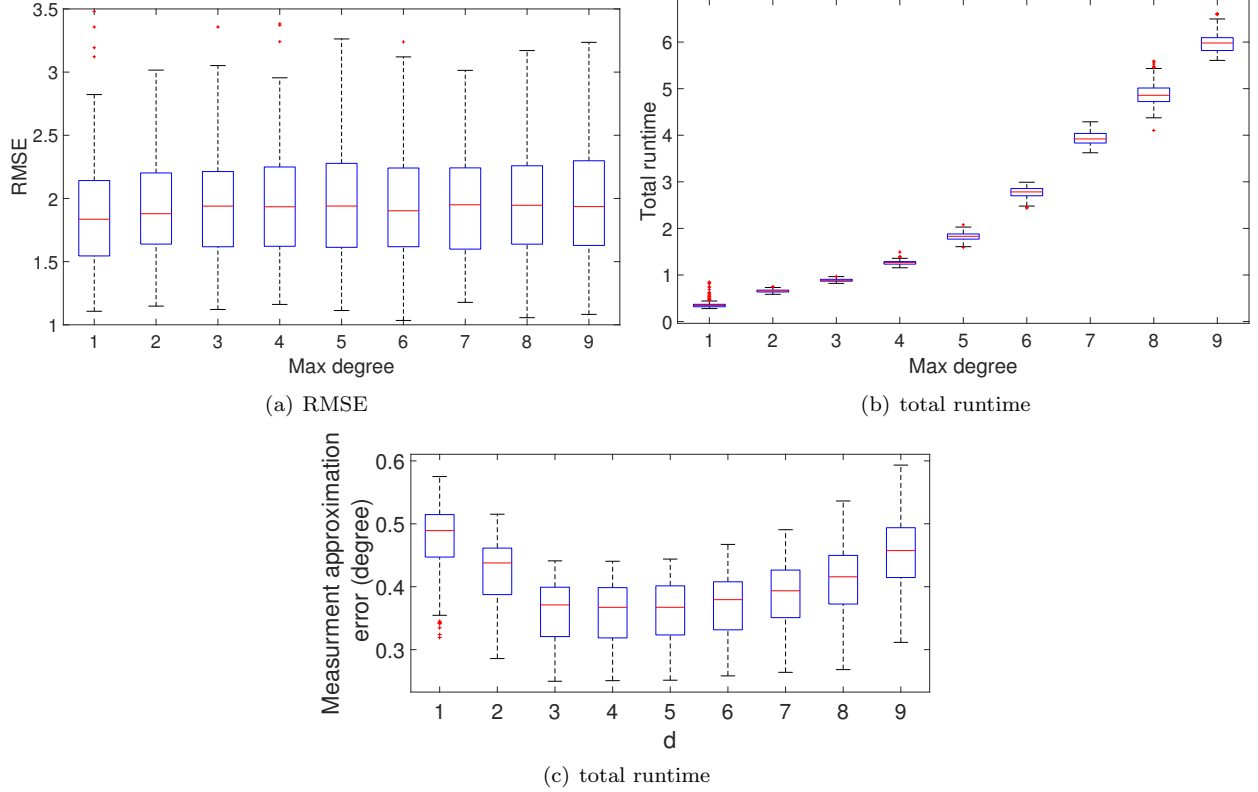 3.5
3
2.5
2
1.5
1
RMSE
1 2 3 4 5 6 7 8 9
Max degree
(a) RMSE
6
5
4
3
2
1
0
Total runtime
1 2 3 4 5 6 7 8 9
Max degree
(b) total runtime
0.6
0.5
0.4
0.3
Measurment approximation
error (degree)
1 2 3 4 5 6 7 8 9
d
(c) total runtime